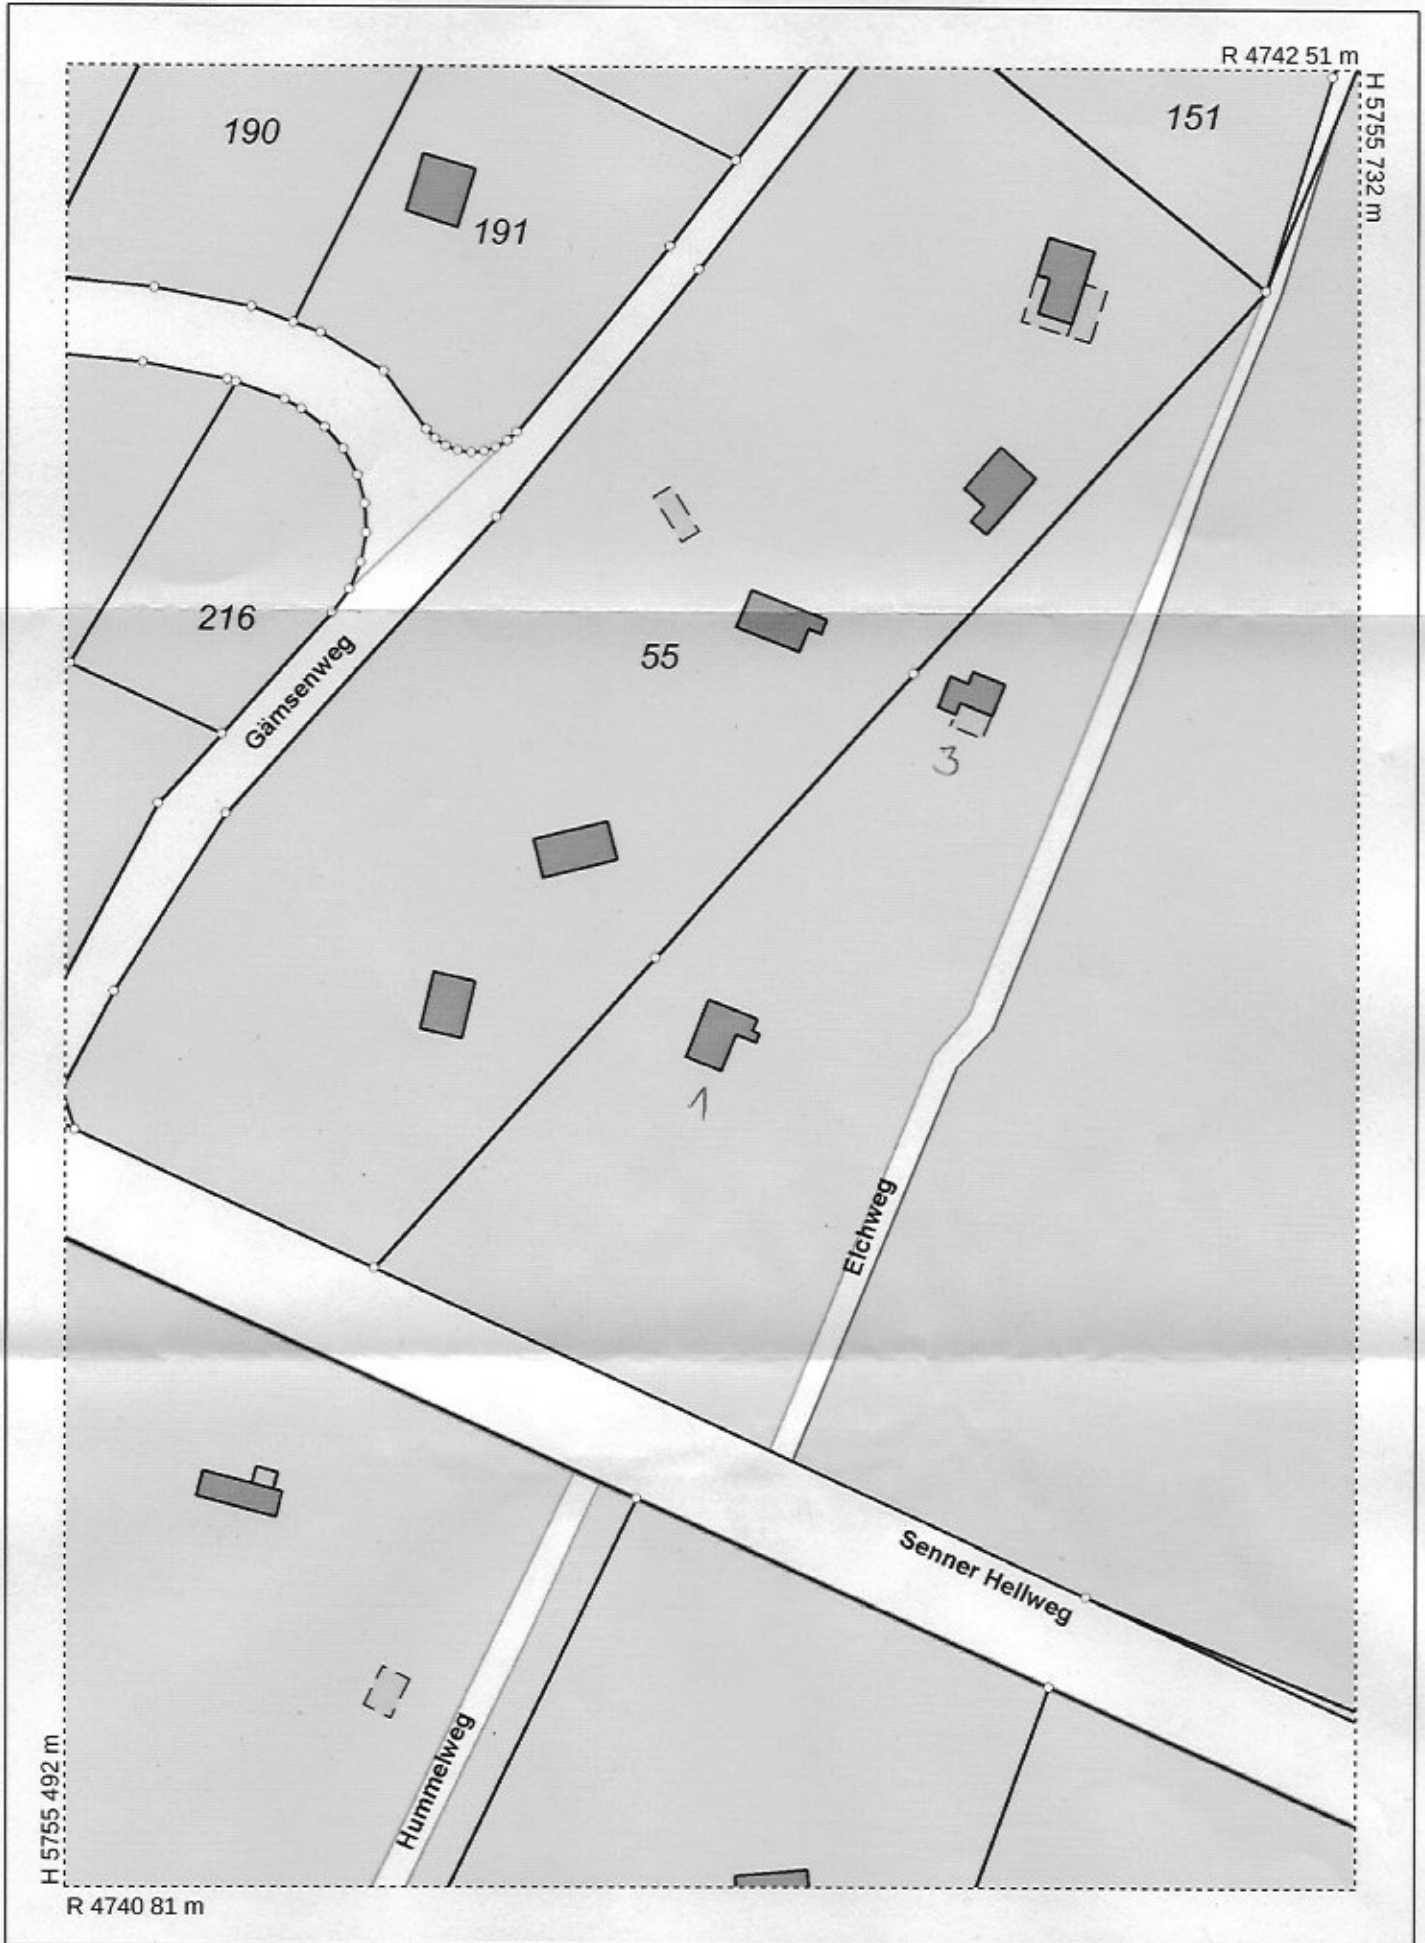 R 4742 51 m
H 5755 732 m
151
190
191
216
55
Gämsenweg
3
1
Elchweg
Senner Hellweg
Hummelweg
H 5755 492 m
R 4740 81 m